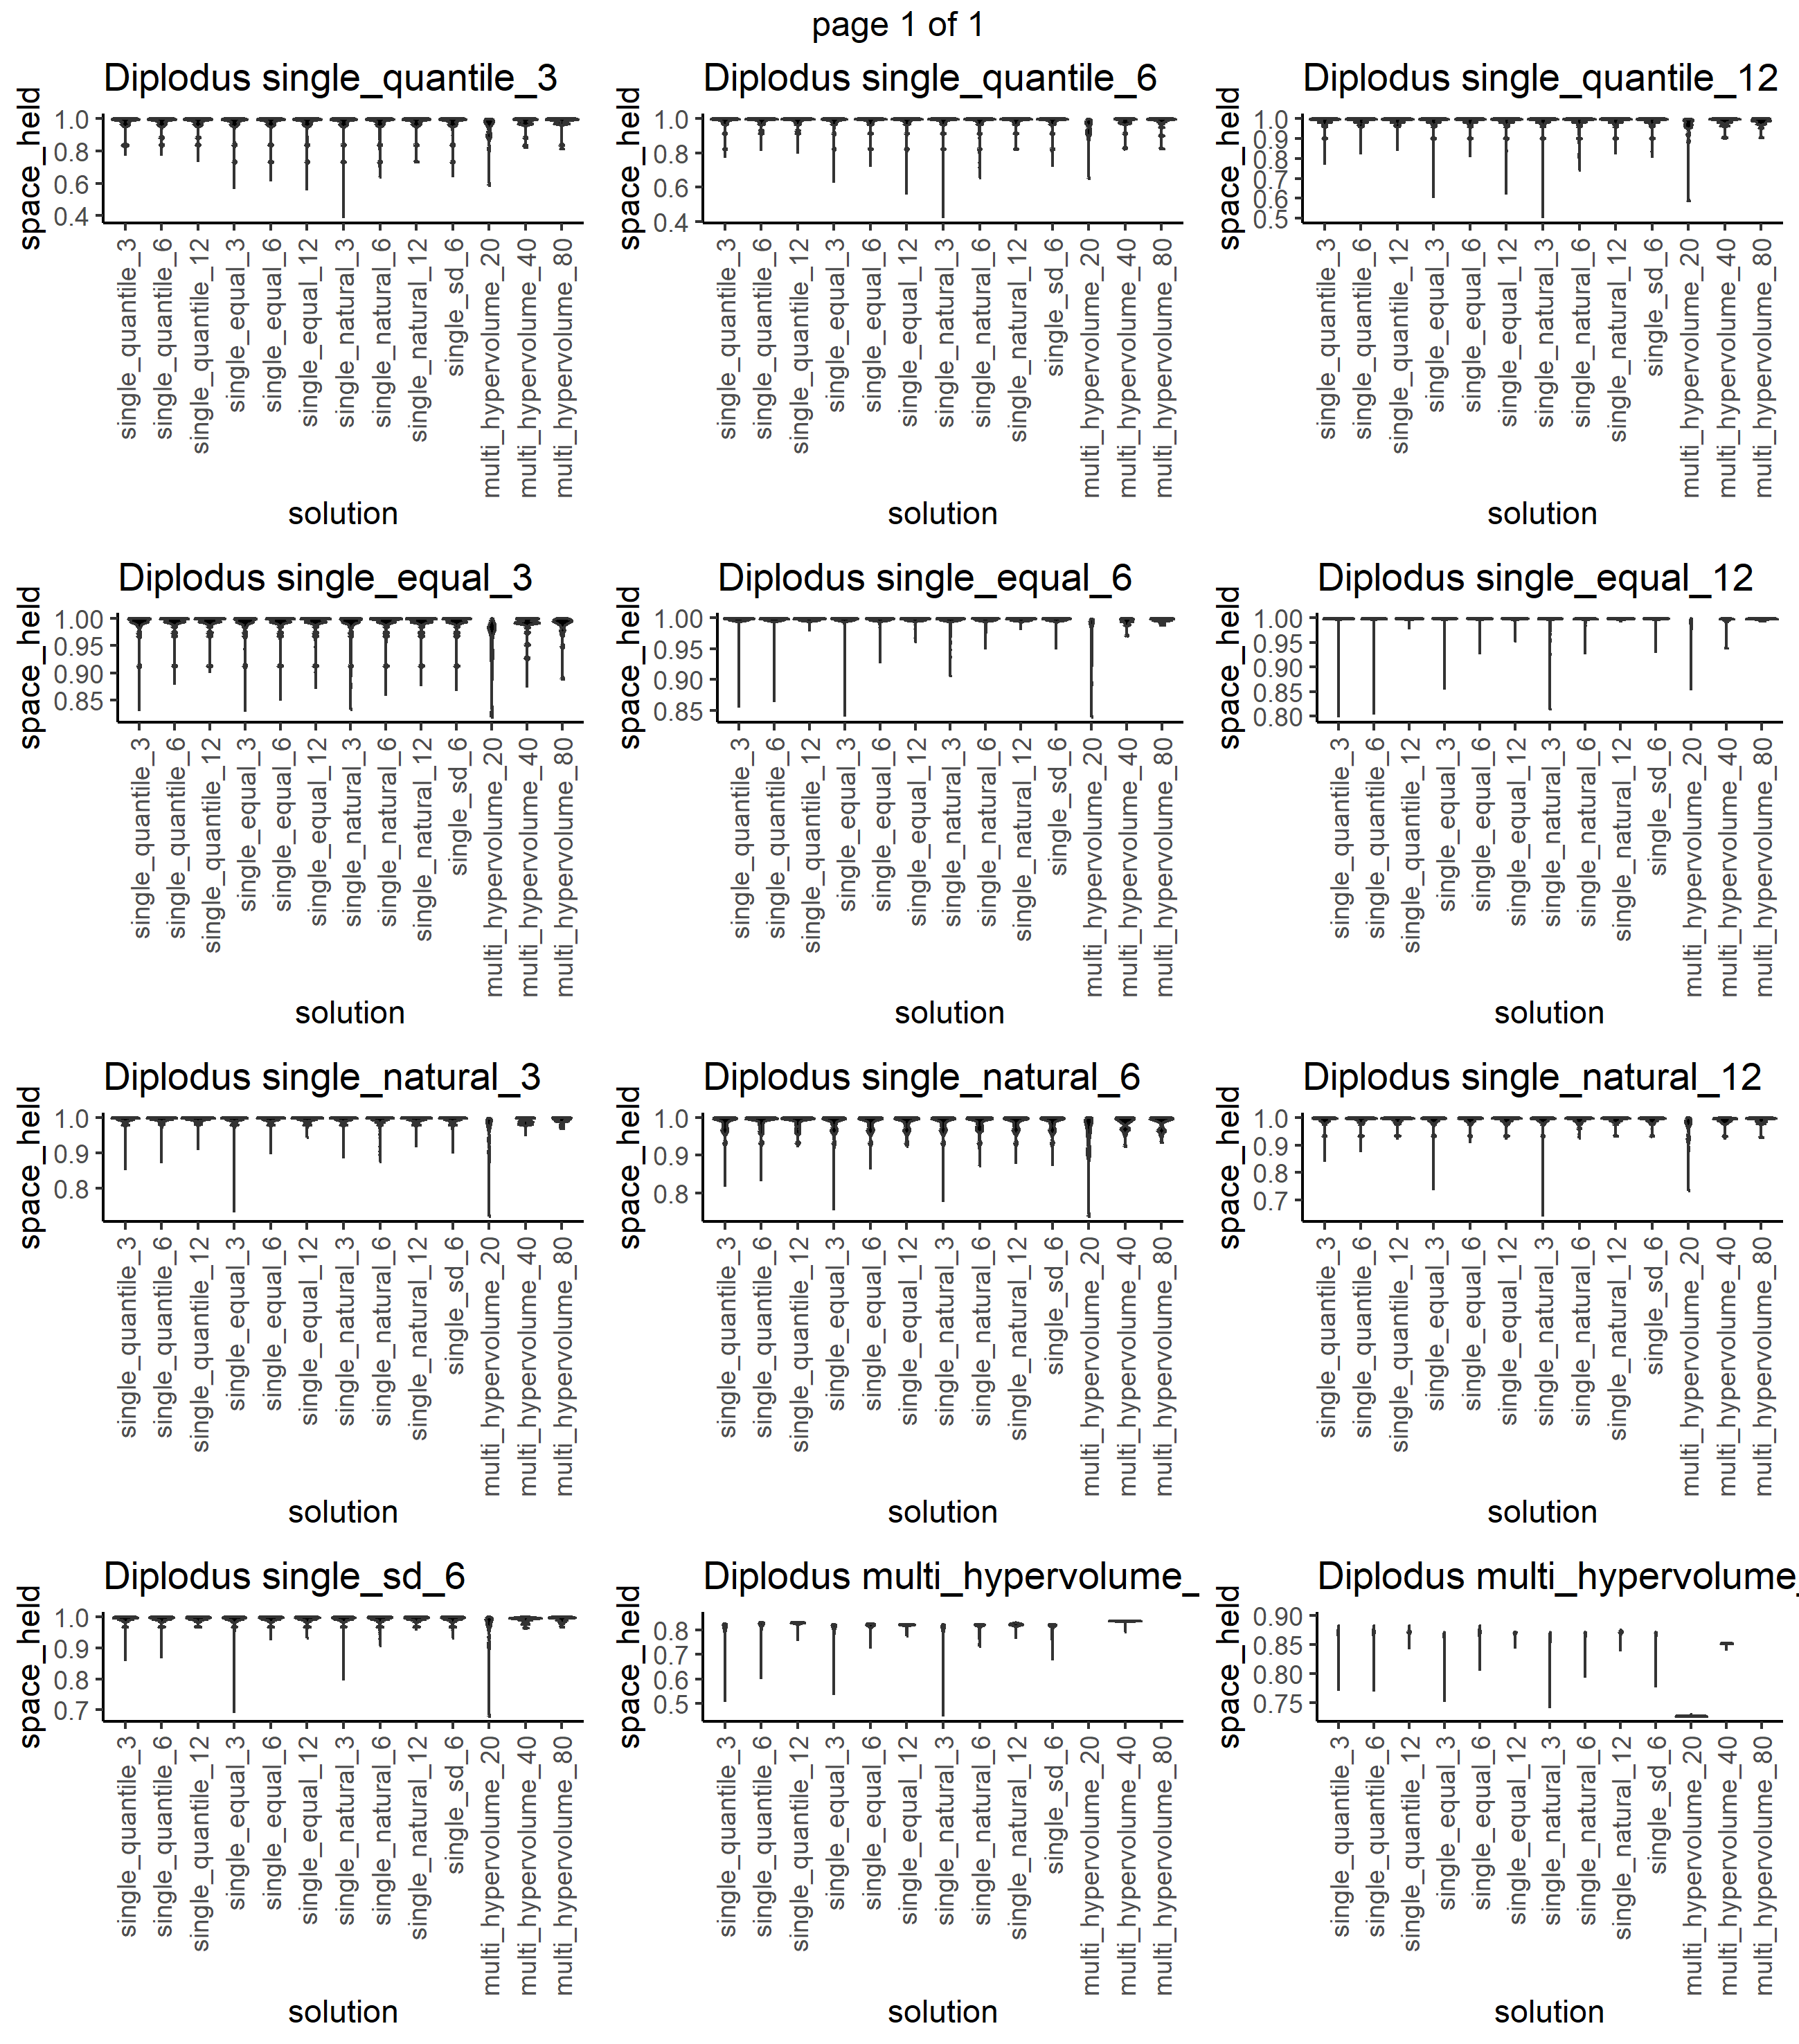 page 1 of 1
Diplodus single_quantile_3
space_held
1.0
0.8
0.6
0.4
single_quantile_3
single_quantile_6
single_quantile_12
single_equal_3
single_equal_6
single_equal_12
single_natural_3
single_natural_6
single_natural_12
single_sd_6
multi_hypervolume_20
multi_hypervolume_40
multi_hypervolume_80
solution
Diplodus single_quantile_6
space_held
1.0
0.8
0.6
0.4
single_quantile_3
single_quantile_6
single_quantile_12
single_equal_3
single_equal_6
single_equal_12
single_natural_3
single_natural_6
single_natural_12
single_sd_6
multi_hypervolume_20
multi_hypervolume_40
multi_hypervolume_80
solution
Diplodus single_quantile_12
space_held
1.0
0.9
0.8
0.7
0.6
0.5
single_quantile_3
single_quantile_6
single_quantile_12
single_equal_3
single_equal_6
single_equal_12
single_natural_3
single_natural_6
single_natural_12
single_sd_6
multi_hypervolume_20
multi_hypervolume_40
multi_hypervolume_80
solution
Diplodus single_equal_3
space_held
1.00
0.95
0.90
0.85
single_quantile_3
single_quantile_6
single_quantile_12
single_equal_3
single_equal_6
single_equal_12
single_natural_3
single_natural_6
single_natural_12
single_sd_6
multi_hypervolume_20
multi_hypervolume_40
multi_hypervolume_80
solution
Diplodus single_equal_6
space_held
1.00
0.95
0.90
0.85
single_quantile_3
single_quantile_6
single_quantile_12
single_equal_3
single_equal_6
single_equal_12
single_natural_3
single_natural_6
single_natural_12
single_sd_6
multi_hypervolume_20
multi_hypervolume_40
multi_hypervolume_80
solution
Diplodus single_equal_12
space_held
1.00
0.95
0.90
0.85
0.80
single_quantile_3
single_quantile_6
single_quantile_12
single_equal_3
single_equal_6
single_equal_12
single_natural_3
single_natural_6
single_natural_12
single_sd_6
multi_hypervolume_20
multi_hypervolume_40
multi_hypervolume_80
solution
Diplodus single_natural_3
space_held
1.0
0.9
0.8
single_quantile_3
single_quantile_6
single_quantile_12
single_equal_3
single_equal_6
single_equal_12
single_natural_3
single_natural_6
single_natural_12
single_sd_6
multi_hypervolume_20
multi_hypervolume_40
multi_hypervolume_80
solution
Diplodus single_natural_6
space_held
1.0
0.9
0.8
single_quantile_3
single_quantile_6
single_quantile_12
single_equal_3
single_equal_6
single_equal_12
single_natural_3
single_natural_6
single_natural_12
single_sd_6
multi_hypervolume_20
multi_hypervolume_40
multi_hypervolume_80
solution
Diplodus single_natural_12
space_held
1.0
0.9
0.8
0.7
single_quantile_3
single_quantile_6
single_quantile_12
single_equal_3
single_equal_6
single_equal_12
single_natural_3
single_natural_6
single_natural_12
single_sd_6
multi_hypervolume_20
multi_hypervolume_40
multi_hypervolume_80
solution
Diplodus single_sd_6
space_held
1.0
0.9
0.8
0.7
single_quantile_3
single_quantile_6
single_quantile_12
single_equal_3
single_equal_6
single_equal_12
single_natural_3
single_natural_6
single_natural_12
single_sd_6
multi_hypervolume_20
multi_hypervolume_40
multi_hypervolume_80
solution
Diplodus multi_hypervolume_
space_held
0.8
0.7
0.6
0.5
single_quantile_3
single_quantile_6
single_quantile_12
single_equal_3
single_equal_6
single_equal_12
single_natural_3
single_natural_6
single_natural_12
single_sd_6
multi_hypervolume_20
multi_hypervolume_40
multi_hypervolume_80
solution
Diplodus multi_hypervolume_
space_held
0.90
0.85
0.80
0.75
single_quantile_3
single_quantile_6
single_quantile_12
single_equal_3
single_equal_6
single_equal_12
single_natural_3
single_natural_6
single_natural_12
single_sd_6
multi_hypervolume_20
multi_hypervolume_40
multi_hypervolume_80
solution